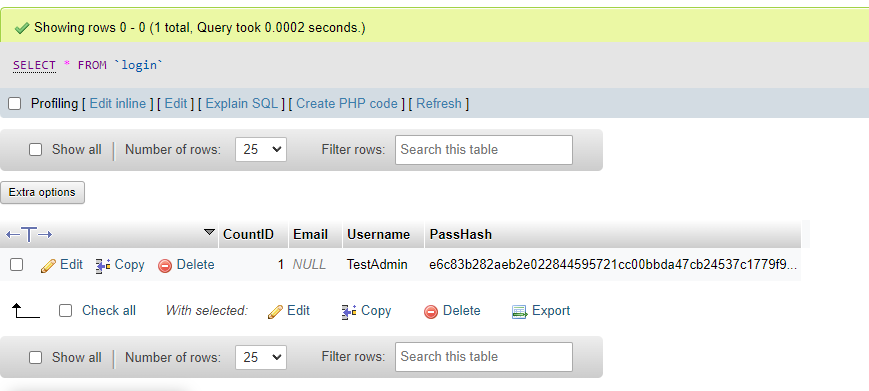 Showing rows 0 - 0 (1 total, Query took 0.0002 seconds.)
SELECT * FROM `login`
Profiling [ Edit inline ] [ Edit ] [ Explain SQL ] [ Create PHP code ] [ Refresh ]
Show all | Number of rows: 25 Filter rows: Search this table
Extra options
←T→ CountID Email Username PassHash
Edit Copy Delete 1 NULL TestAdmin e6c83b282aeb2e022844595721cc00bbda47cb24537c1779f9...
Check all With selected: Edit Copy Delete Export
Show all | Number of rows: 25 Filter rows: Search this table